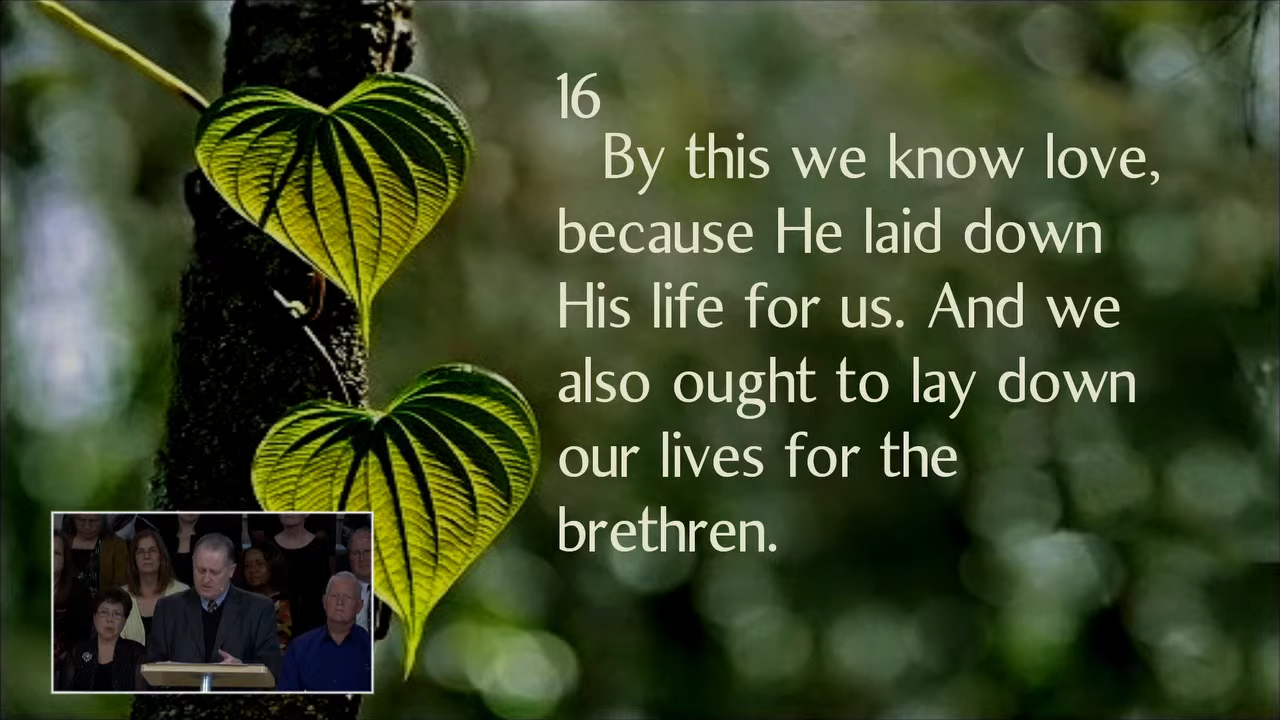 16
By this we know love,
because He laid down
His life for us. And we
also ought to lay down
our lives for the
brethren.